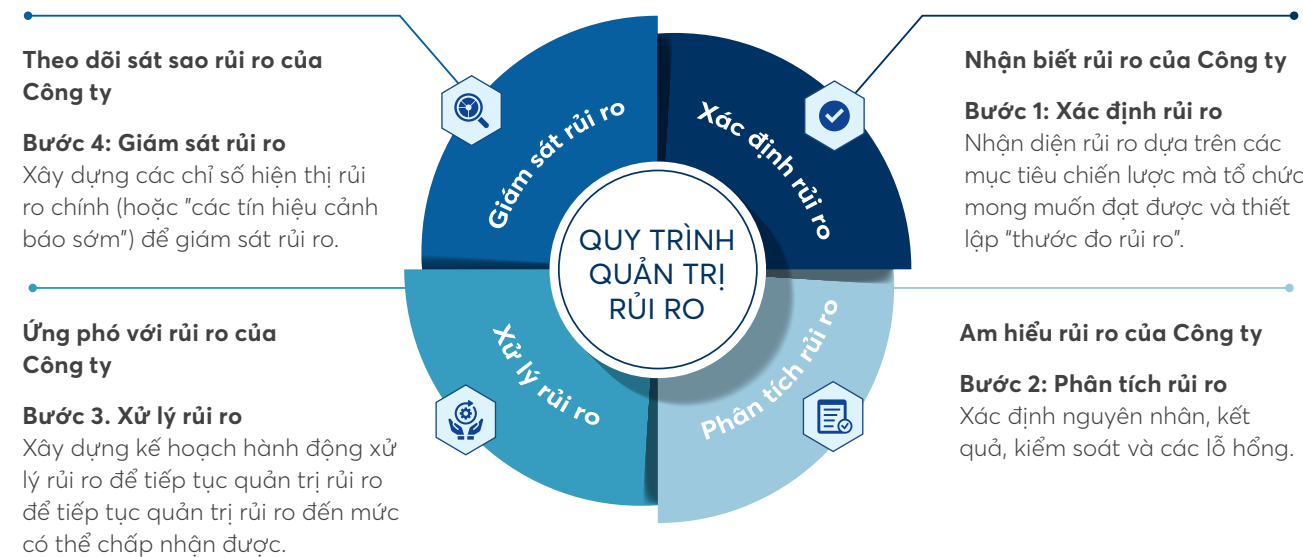 Theo dõi sát sao rủi ro của
Công ty
Bước 4: Giám sát rủi ro
Xây dựng các chỉ số hiện thị rủi
ro chính (hoặc "các tín hiệu cảnh
báo sớm") để giám sát rủi ro.
Giám sát rủi ro
Xác định rủi ro
Nhận biết rủi ro của Công ty
Bước 1: Xác định rủi ro
Nhận diện rủi ro dựa trên các
mục tiêu chiến lược mà tổ chức
mong muốn đạt được và thiết
lập "thước đo rủi ro".
QUY TRÌNH
QUẢN TRỊ
RỦI RO
Ứng phó với rủi ro của
Công ty
Bước 3. Xử lý rủi ro
Xây dựng kế hoạch hành động xử
lý rủi ro để tiếp tục quản trị rủi ro
để tiếp tục quản trị rủi ro đến mức
có thể chấp nhận được.
Xử lý rủi ro
Phân tích rủi ro
Am hiểu rủi ro của Công ty
Bước 2: Phân tích rủi ro
Xác định nguyên nhân, kết
quả, kiểm soát và các lỗ hổng.